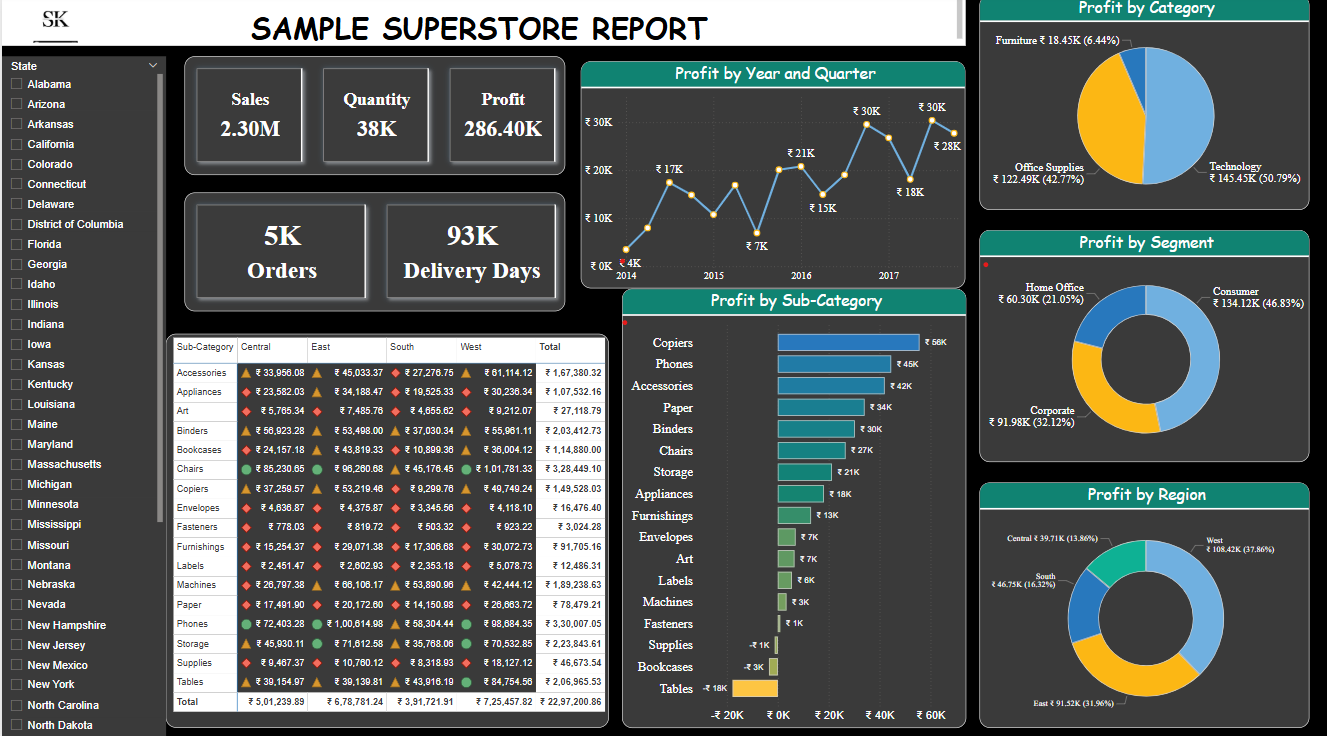 SK
SAMPLE SUPERSTORE REPORT
State
Alabama
Arizona
Arkansas
California
Colorado
Connecticut
Delaware
District of Columbia
Florida
Georgia
Idaho
Illinois
Indiana
Iowa
Kansas
Kentucky
Louisiana
Maine
Maryland
Massachusetts
Michigan
Minnesota
Mississippi
Missouri
Montana
Nebraska
Nevada
New Hampshire
New Jersey
New Mexico
New York
North Carolina
North Dakota
Sales
2.30M
Quantity
38K
Profit
286.40K
5K
Orders
93K
Delivery Days
Sub-Category Central East South West Total
Accessories ₹ 33,956.08 ₹ 45,033.37 ₹ 27,276.75 ₹ 61,114.12 ₹ 1,67,380.32
Appliances ₹ 23,582.03 ₹ 34,188.47 ₹ 19,525.33 ₹ 30,236.34 ₹ 1,07,532.16
Art ₹ 5,765.34 ₹ 7,485.76 ₹ 4,655.62 ₹ 9,212.07 ₹ 27,118.79
Binders ₹ 56,923.28 ₹ 53,498.00 ₹ 37,030.34 ₹ 55,961.11 ₹ 2,03,412.73
Bookcases ₹ 24,157.18 ₹ 43,819.33 ₹ 10,899.36 ₹ 36,004.12 ₹ 1,14,880.00
Chairs ₹ 85,230.65 ₹ 96,260.68 ₹ 45,176.45 ₹ 1,01,781.33 ₹ 3,28,449.10
Copiers ₹ 37,259.57 ₹ 53,219.46 ₹ 9,299.76 ₹ 49,749.24 ₹ 1,49,528.03
Envelopes ₹ 4,636.87 ₹ 4,375.87 ₹ 3,345.56 ₹ 4,118.10 ₹ 16,476.40
Fasteners ₹ 778.03 ₹ 819.72 ₹ 503.32 ₹ 923.22 ₹ 3,024.28
Furnishings ₹ 15,254.37 ₹ 29,071.38 ₹ 17,306.68 ₹ 30,072.73 ₹ 91,705.16
Labels ₹ 2,451.47 ₹ 2,602.93 ₹ 2,353.18 ₹ 5,078.73 ₹ 12,486.31
Machines ₹ 26,797.38 ₹ 66,106.17 ₹ 53,890.96 ₹ 42,444.12 ₹ 1,89,238.63
Paper ₹ 17,491.90 ₹ 20,172.60 ₹ 14,150.98 ₹ 26,663.72 ₹ 78,479.21
Phones ₹ 72,403.28 ₹ 1,00,614.98 ₹ 58,304.44 ₹ 98,684.35 ₹ 3,30,007.05
Storage ₹ 45,930.11 ₹ 71,612.58 ₹ 35,768.06 ₹ 70,532.85 ₹ 2,23,843.61
Supplies ₹ 9,467.37 ₹ 10,760.12 ₹ 8,318.93 ₹ 18,127.12 ₹ 46,673.54
Tables ₹ 39,154.97 ₹ 39,139.81 ₹ 43,916.19 ₹ 84,754.56 ₹ 2,06,965.53
Total ₹ 5,01,239.89 ₹ 6,78,781.24 ₹ 3,91,721.91 ₹ 7,25,457.82 ₹ 22,97,200.86
Profit by Year and Quarter
₹ 30K
₹ 20K
₹ 10K
₹ 0K
₹ 4K
₹ 17K
₹ 7K
₹ 21K
₹ 15K
₹ 30K
₹ 18K
₹ 30K
₹ 28K
2014 2015 2016 2017
Profit by Sub-Category
Copiers ₹ 56K
Phones ₹ 45K
Accessories ₹ 42K
Paper ₹ 34K
Binders ₹ 30K
Chairs ₹ 27K
Storage ₹ 21K
Appliances ₹ 18K
Furnishings ₹ 13K
Envelopes ₹ 7K
Art ₹ 7K
Labels ₹ 6K
Machines ₹ 3K
Fasteners ₹ 1K
Supplies -₹ 1K
Bookcases -₹ 3K
Tables -₹ 18K
-₹ 20K ₹ 0K ₹ 20K ₹ 40K ₹ 60K
Profit by Category
Furniture ₹ 18.45K (6.44%)
Office Supplies
₹ 122.49K (42.77%)
Technology
₹ 145.45K (50.79%)
Profit by Segment
Home Office
₹ 60.30K (21.05%)
Consumer
₹ 134.12K (46.83%)
Corporate
₹ 91.98K (32.12%)
Profit by Region
Central ₹ 39.71K (13.86%)
West
₹ 108.42K (37.86%)
South
₹ 46.75K (16.32%)
East ₹ 91.52K (31.96%)